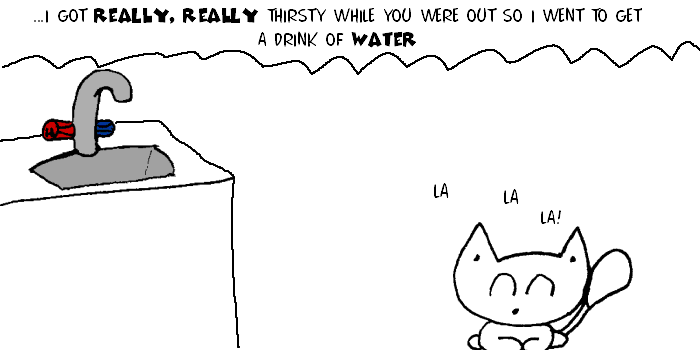 ...I GOT REALLY, REALLY THIRSTY WHILE YOU WERE OUT SO I WENT TO GET
A DRINK OF WATER
LA
LA
LA!